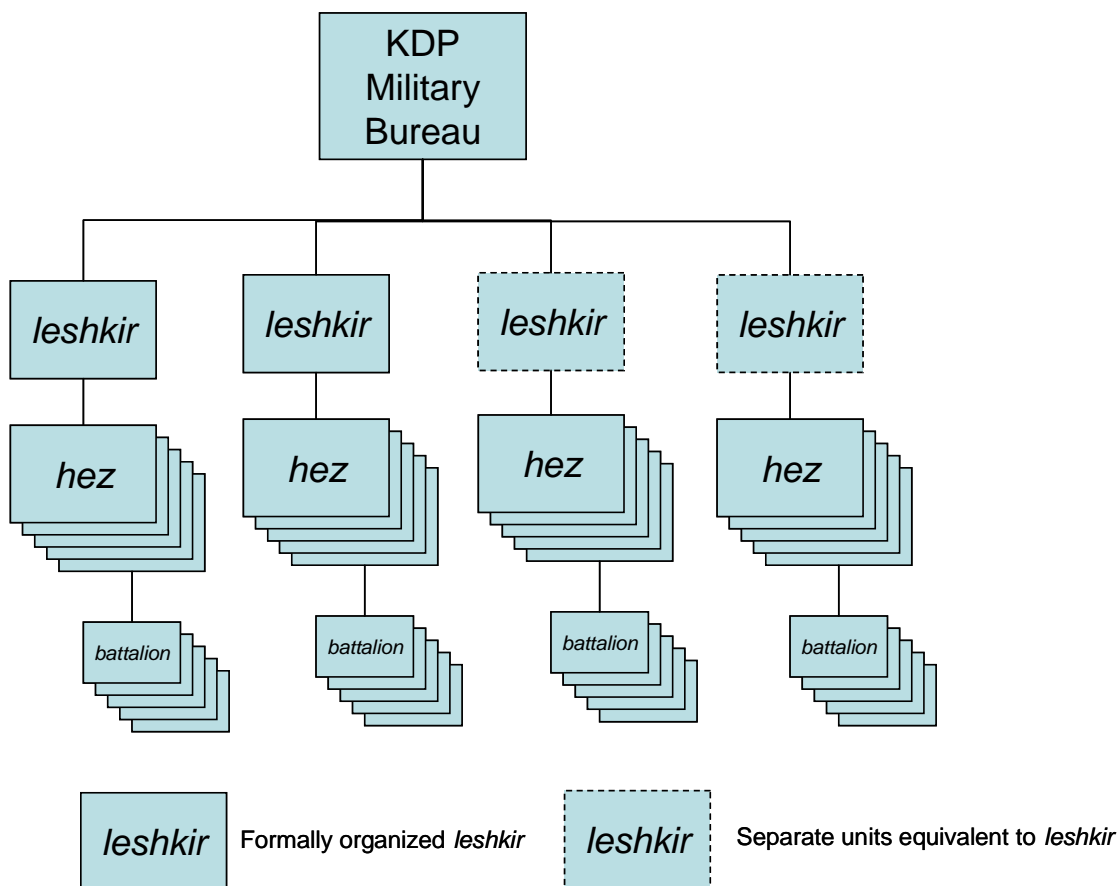 KDP
Military
Bureau
leshkir leshkir leshkir leshkir
hez hez hez hez
battalion battalion battalion battalion
leshkir Formally organized leshkir leshkir Separate units equivalent to leshkir